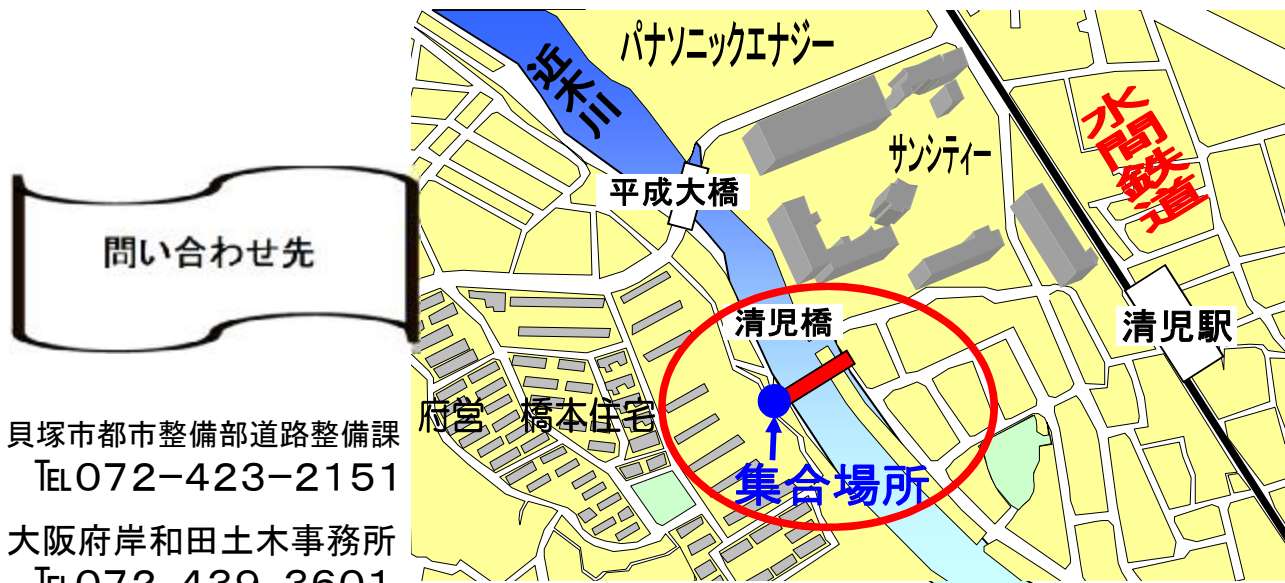 問い合わせ先
貝塚市都市整備部道路整備課
℡072-423-2151
大阪府岸和田土木事務所
℡072-439-3601
パナソニックエナジー
近木川
サンシティー
水間鉄道
平成大橋
清児橋
清児駅
府営　橋本住宅
集合場所